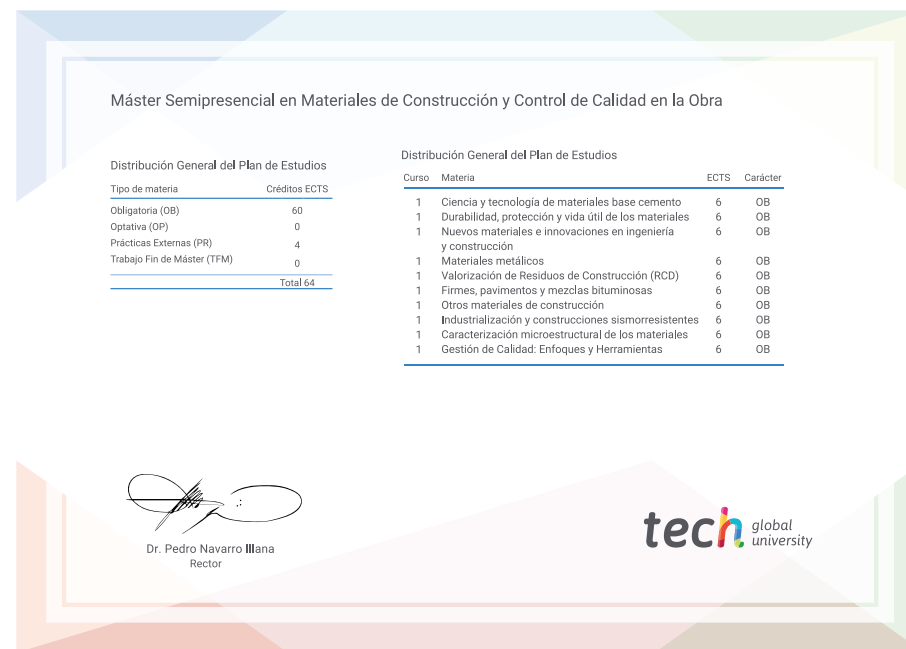 Máster Semipresencial en Materiales de Construcción y Control de Calidad en la Obra
Distribución General del Plan de Estudios
Tipo de materia Créditos ECTS
Obligatoria (OB) 60
Optativa (OP) 0
Prácticas Externas (PR) 4
Trabajo Fin de Máster (TFM) 0
Total 64
Distribución General del Plan de Estudios
Curso Materia ECTS Carácter
1 Ciencia y tecnología de materiales base cemento 6 OB
1 Durabilidad, protección y vida útil de los materiales 6 OB
1 Nuevos materiales e innovaciones en ingeniería 6 OB
y construcción
1 Materiales metálicos 6 OB
1 Valorización de Residuos de Construcción (RCD) 6 OB
1 Firmes, pavimentos y mezclas bituminosas 6 OB
1 Otros materiales de construcción 6 OB
1 Industrialización y construcciones sismorresistentes 6 OB
1 Caracterización microestructural de los materiales 6 OB
1 Gestión de Calidad: Enfoques y Herramientas 6 OB
Dr. Pedro Navarro Illana
Rector
tech global
university